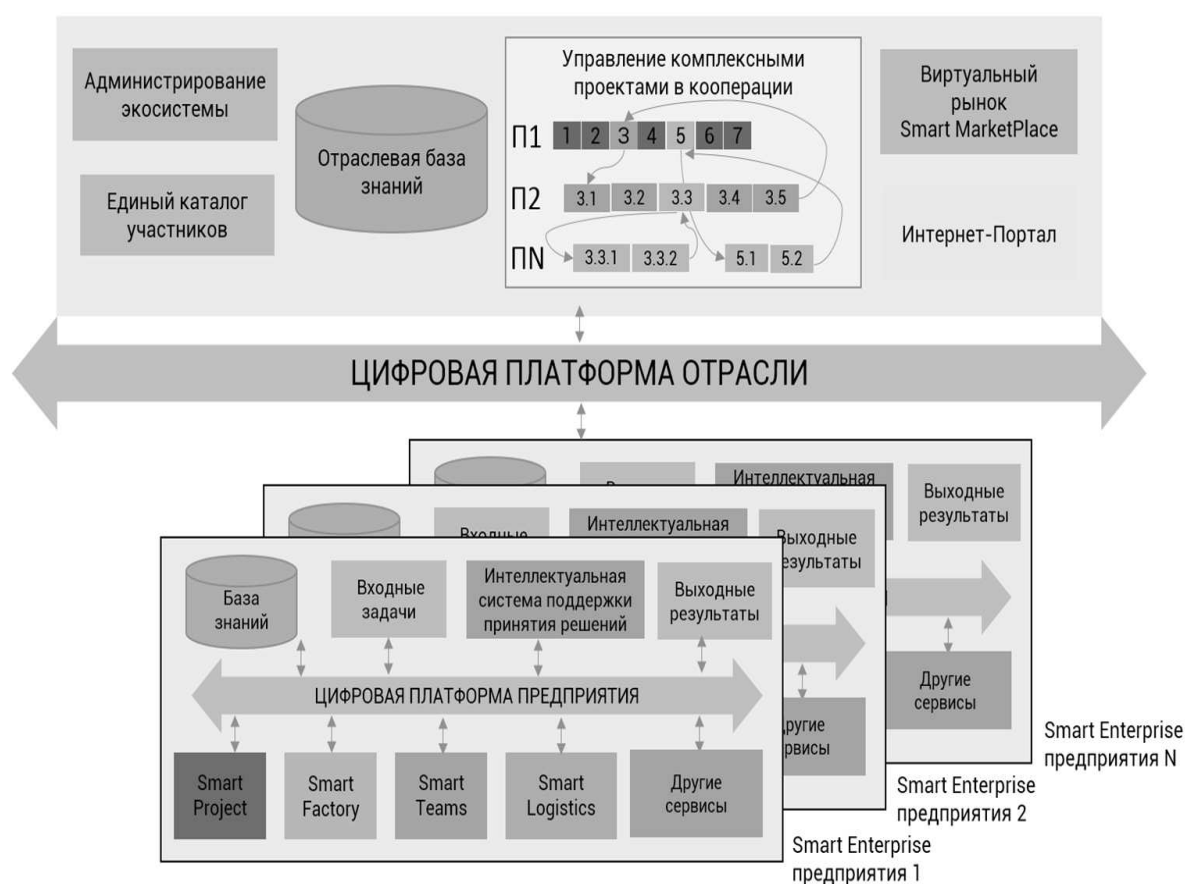 Администрирование
экосистемы
Единый каталог
участников
Отраслевая база
знаний
Управление комплексными
проектами в кооперации
П1
1 2 3 4 5 6 7
П2
3.1 3.2 3.3 3.4 3.5
ПN
3.3.1 3.3.2 5.1 5.2
Виртуальный
рынок
Smart MarketPlace
Интернет-Портал
ЦИФРОВАЯ ПЛАТФОРМА ОТРАСЛИ
Интеллектуальная
Выходные
результаты
Другие
сервисы
Smart Enterprise
предприятия N
Входные
Интеллектуальная
Выходные
результаты
Другие
сервисы
Smart Enterprise
предприятия 2
База
знаний
Входные
задачи
Интеллектуальная
система поддержки
принятия решений
Выходные
результаты
ЦИФРОВАЯ ПЛАТФОРМА ПРЕДПРИЯТИЯ
Smart
Project
Smart
Factory
Smart
Teams
Smart
Logistics
Другие
сервисы
Smart Enterprise
предприятия 1